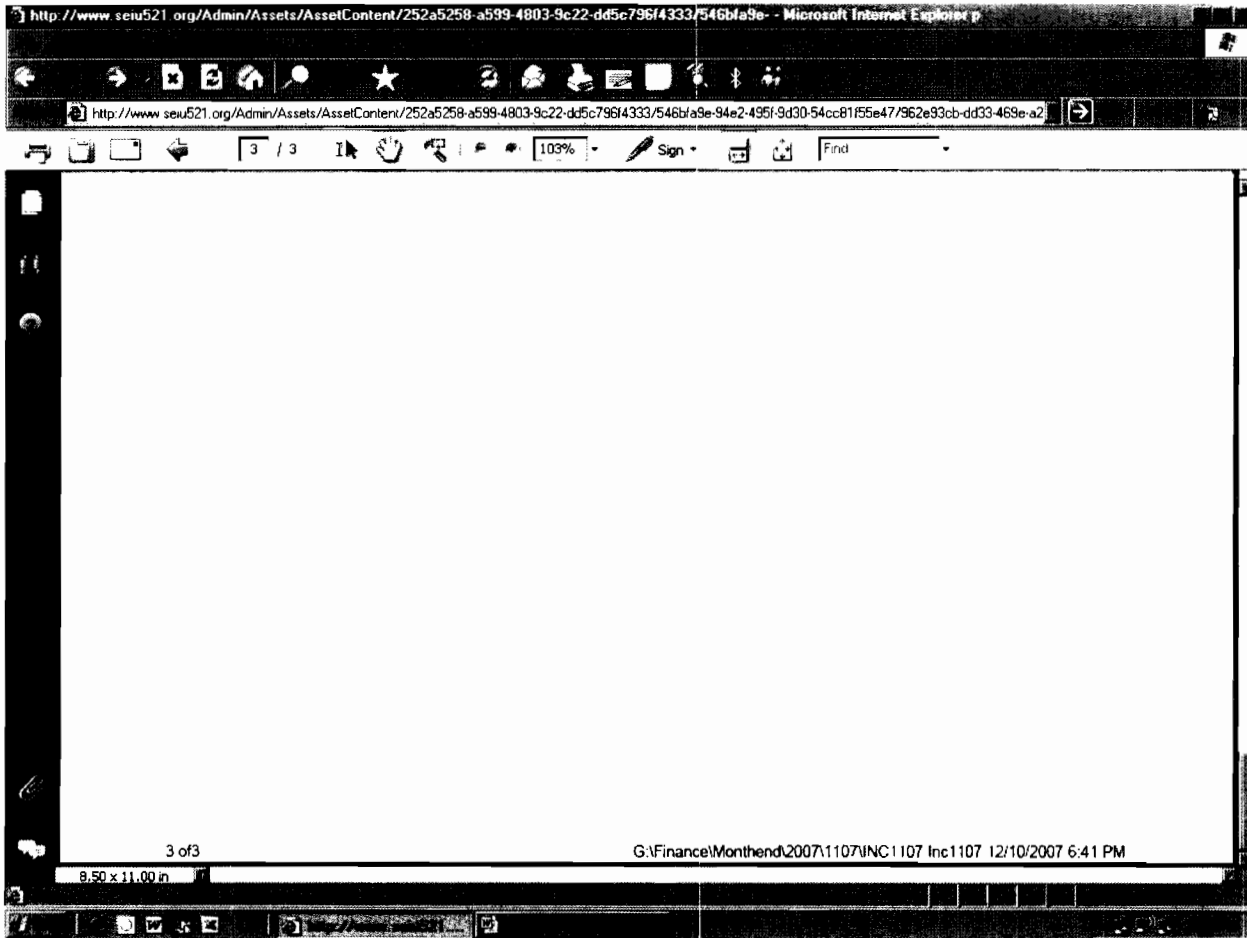 http://www.seiu521.org/Admin/Assets/AssetContent/252a5258-a599-4803-9c22-dd5c796f4333/546bfa9e- - Microsoft Internet Explorer p
http://www.seiu521.org/Admin/Assets/AssetContent/252a5258-a599-4803-9c22-dd5c796f4333/546bfa9e-94e2-495f-9d30-54cc81f55e47/962e93cb-dd33-469e-a2
3 / 3 103% Sign Find
3 of3 G:\Finance\Monthend\2007\1107\INC1107 Inc1107 12/10/2007 6:41 PM
8.50 x 11.00 in